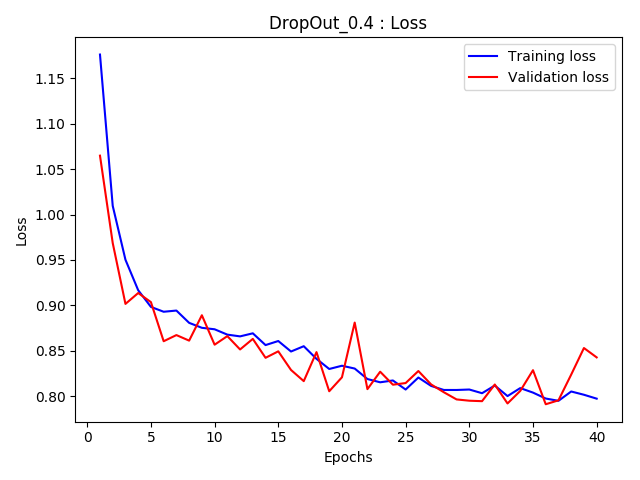 DropOut_0.4 : Loss
Training loss
Validation loss
Loss
1.15
1.10
1.05
1.00
0.95
0.90
0.85
0.80
0 5 10 15 20 25 30 35 40
Epochs